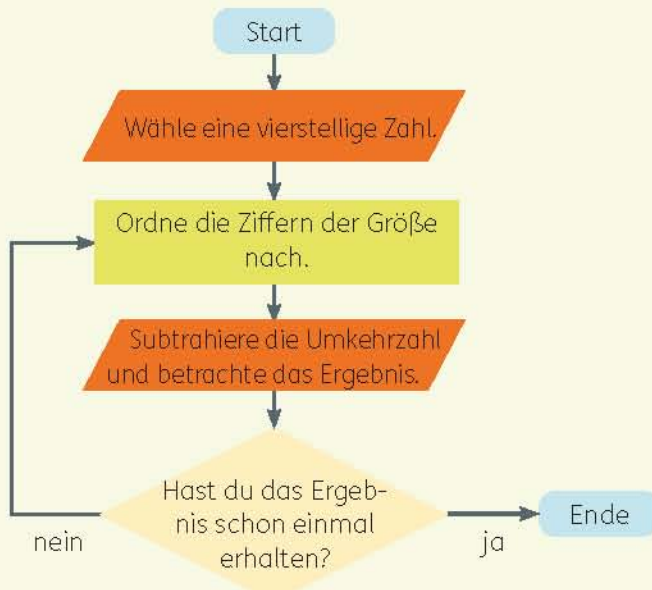 Start
Wähle eine vierstellige Zahl.
Ordne die Ziffern der Größe
nach.
Subtrahiere die Umkehrzahl
und betrachte das Ergebnis.
Hast du das Ergeb-
nis schon einmal
erhalten?
nein
ja
Ende